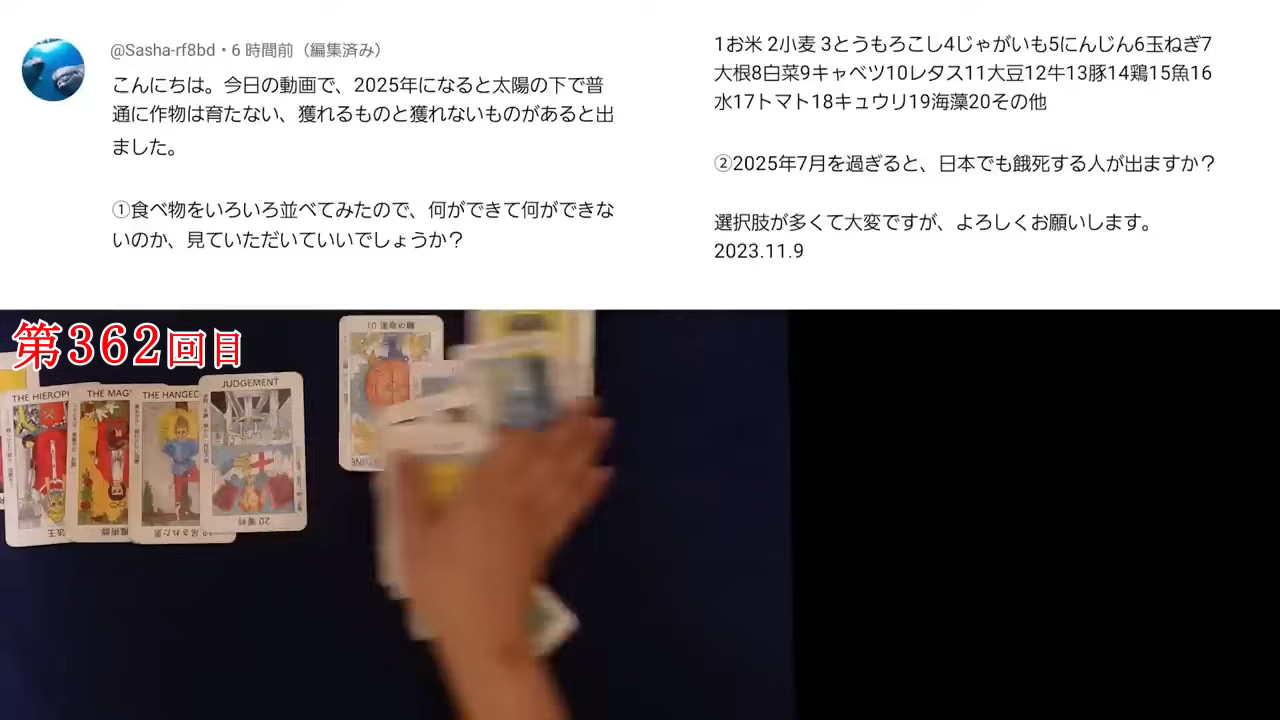 @Sasha-rf8bd・6 時間前（編集済み）
こんにちは。今日の動画で、2025年になると太陽の下で普
通に作物は育たない、獲れるものと獲れないものがあると出
ました。
①食べ物をいろいろ並べてみたので、何ができて何ができな
いのか、見ていただいていいでしょうか？
1お米 2小麦 3とうもろこし4じゃがいも5にんじん6玉ねぎ7
大根8白菜9キャベツ10レタス11大豆12牛13豚14鶏15魚16
水17トマト18キュウリ19海藻20その他
②2025年7月を過ぎると、日本でも餓死する人が出ますか？
選択肢が多くて大変ですが、よろしくお願いします。
2023.11.9
第362回目
10 運命の輪
JUDGEMENT
THE HIEROPH
THE MAG
THE HANGED
20 審判